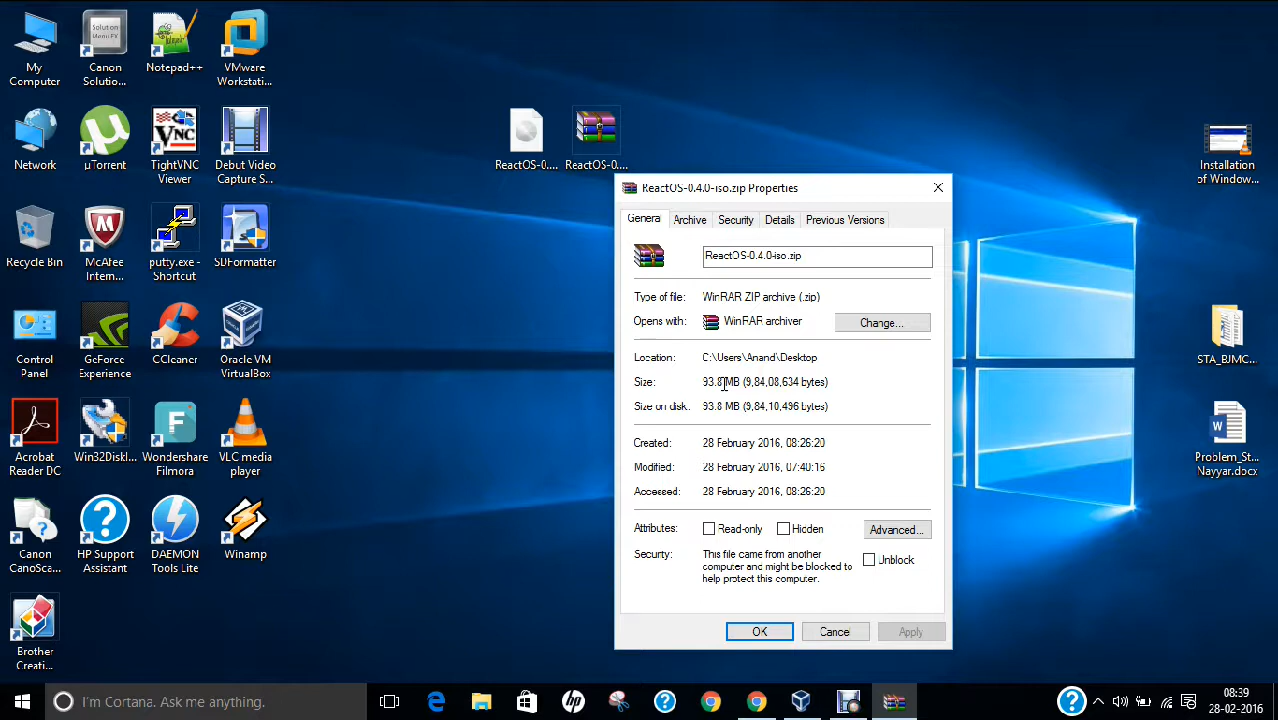 My
Computer
Canon
Solutio...
Notepad++
VMware
Workstati...
Network
µTorrent
TightVNC
Viewer
Debut Video
Capture S...
ReactOS-0....
ReactOS-0....
Installation
of Window...
Recycle Bin
McAfee
Intern...
putty.exe -
Shortcut
SDFormatter
Control
Panel
GeForce
Experience
CCleaner
Oracle VM
VirtualBox
STA_BJMC...
Acrobat
Reader DC
Win32DiskI...
Wondershare
Filmora
VLC media
player
Problem_St...
Nayyar.docx
Canon
CanoSca...
HP Support
Assistant
DAEMON
Tools Lite
Winamp
Brother
Creati...
ReactOS-0.4.0-iso.zip Properties
General
Archive
Security
Details
Previous Versions
ReactOS-0.4.0-iso.zip
Type of file: WinRAR ZIP archive (.zip)
Opens with: WinRAR archiver Change...
Location: C:\Users\Anand\Desktop
Size: 93.8 MB (9,84,08,634 bytes)
Size on disk: 93.8 MB (9,84,10,496 bytes)
Created: 28 February 2016, 08:26:20
Modified: 28 February 2016, 07:40:16
Accessed: 28 February 2016, 08:26:20
Attributes: Read-only Hidden Advanced...
Security: This file came from another
computer and might be blocked to
help protect this computer.
Unblock
OK Cancel Apply
I'm Cortana. Ask me anything.
08:39
28-02-2016